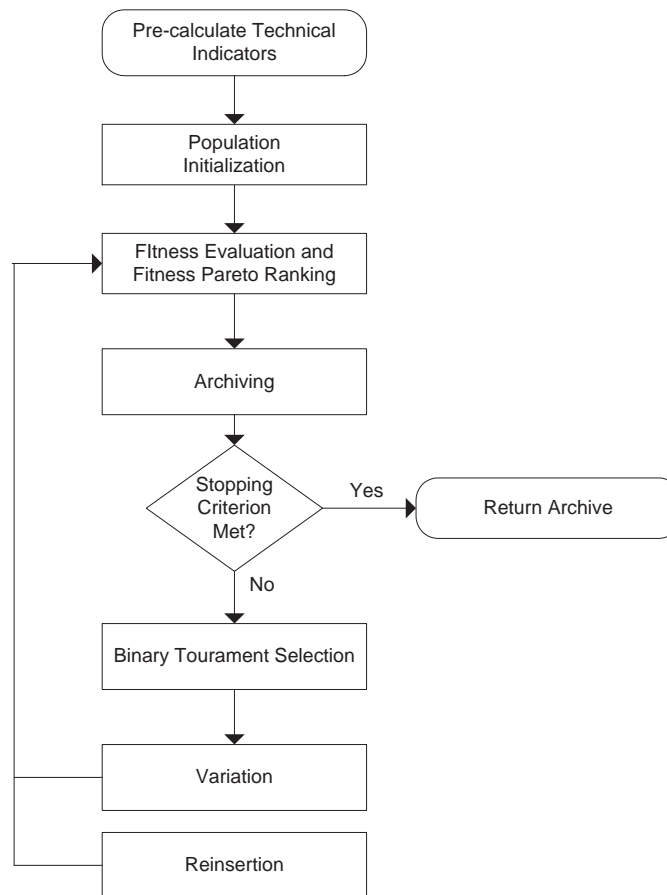 Pre-calculate Technical
Indicators
Population
Initialization
FItness Evaluation and
Fitness Pareto Ranking
Archiving
Stopping
Criterion
Met?
Yes
Return Archive
No
Binary Tourament Selection
Variation
Reinsertion